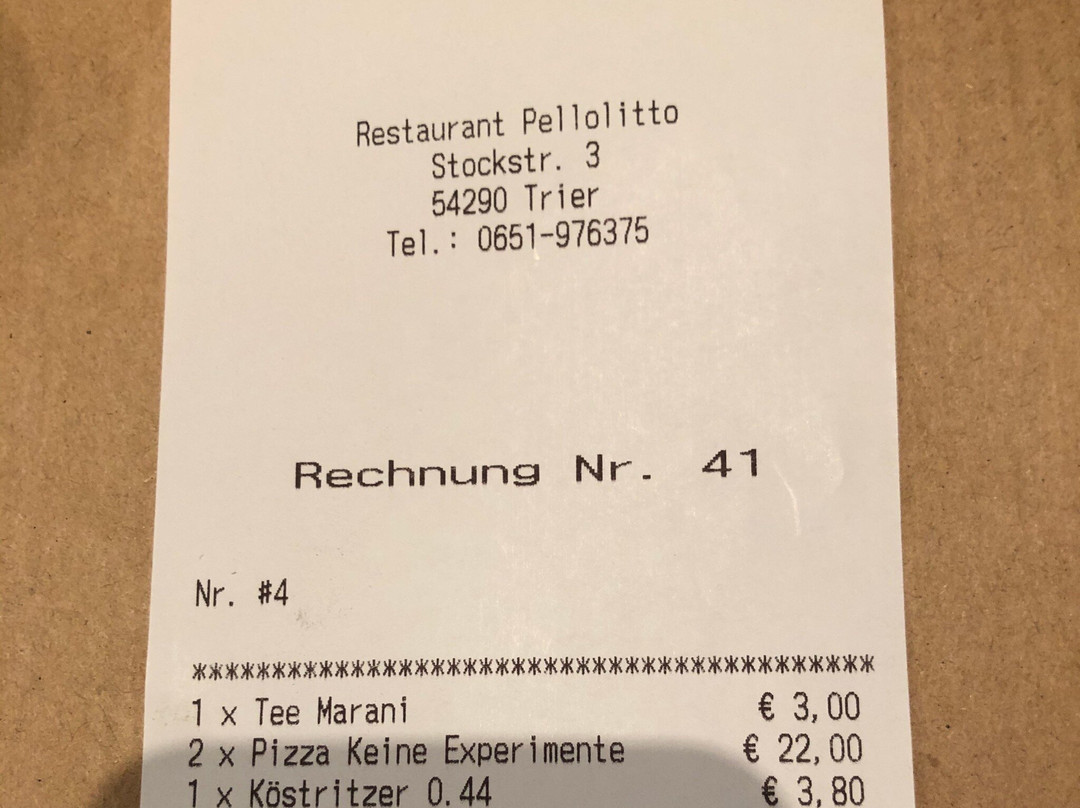 Restaurant Pellolitto
Stockstr. 3
54290 Trier
Tel.: 0651-976375
Rechnung Nr. 41
Nr. #4
*******************************************
1 x Tee Marani € 3,00
2 x Pizza Keine Experimente € 22,00
1 x Köstritzer 0.44 € 3,80